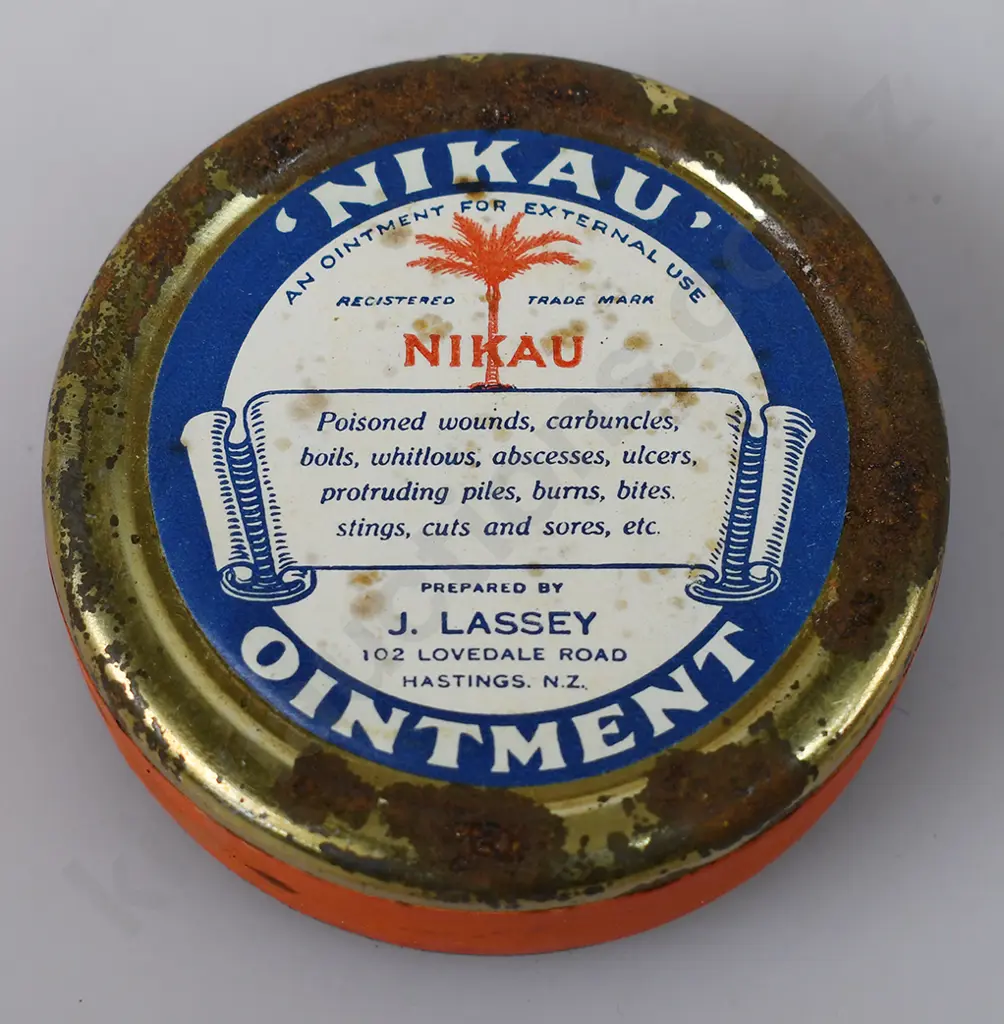 'NIKAU'
AN OINTMENT FOR EXTERNAL USE
REGISTERED TRADE MARK
NIKAU
Poisoned wounds, carbuncles,
boils, whitlows, abscesses, ulcers,
protruding piles, burns, bites.
stings, cuts and sores, etc.
PREPARED BY
J. LASSEY
102 LOVEDALE ROAD
HASTINGS. N.Z.
OINTMENT